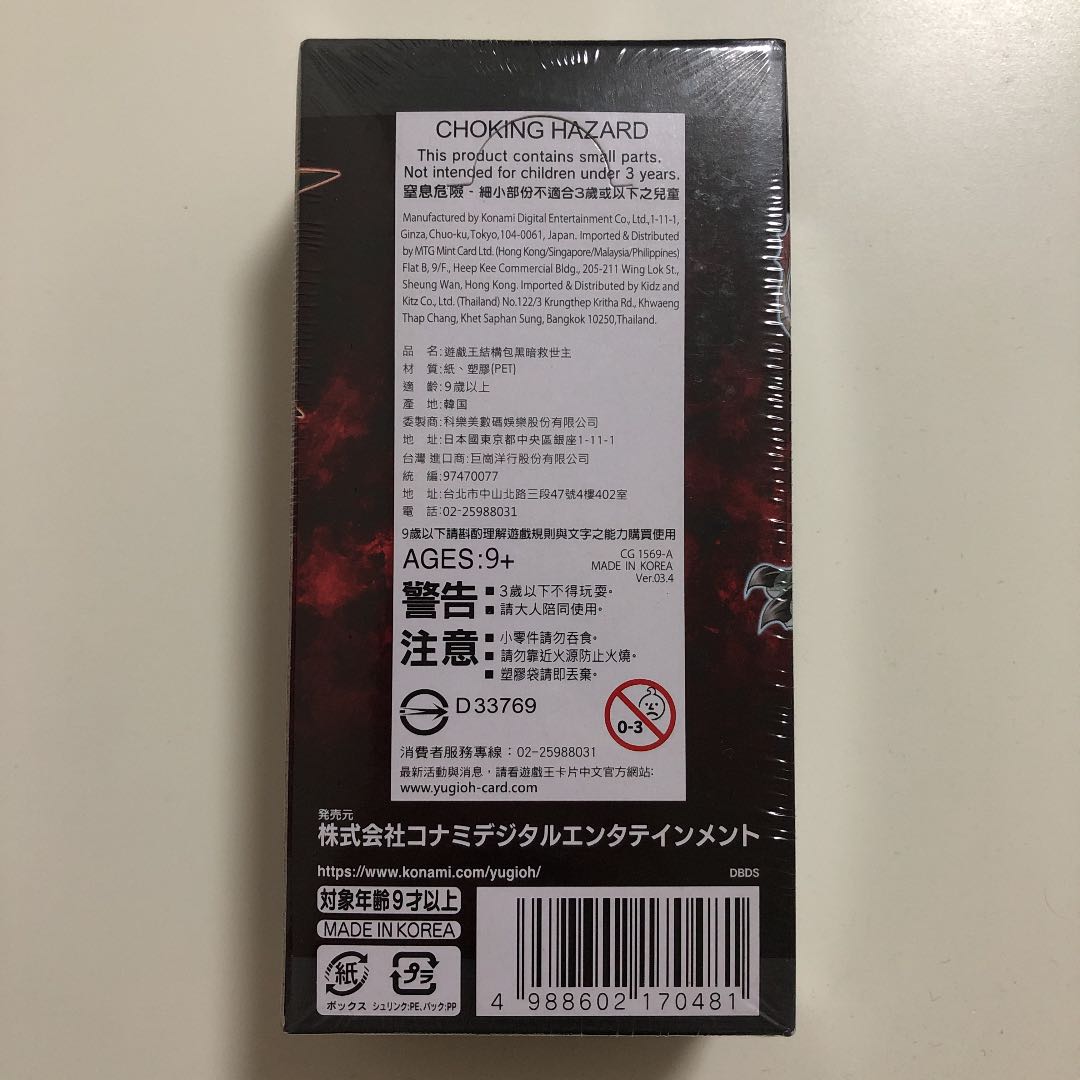 CHOKING HAZARD
This product contains small parts.
Not intended for children under 3 years.
窒息危險 - 細小部份不適合3歲或以下之兒童
Manufactured by Konami Digital Entertainment Co., Ltd.,1-11-1,
Ginza, Chuo-ku,Tokyo,104-0061, Japan. Imported & Distributed
by MTG Mint Card Ltd. (Hong Kong/Singapore/Malaysia/Philippines)
Flat B, 9/F., Heep Kee Commercial Bldg., 205-211 Wing Lok St.,
Sheung Wan, Hong Kong. Imported & Distributed by Kidz and
Kitz Co., Ltd. (Thailand) No.122/3 Krungthep Kritha Rd., Khwaeng
Thap Chang, Khet Saphan Sung, Bangkok 10250,Thailand.
品 名:遊戲王結構包黑暗救世主
材 質:紙、塑膠(PET)
適 齡:9歲以上
產 地:韓国
委製商:科樂美數碼娛樂股份有限公司
地 址:日本國東京都中央區銀座1-11-1
台灣 進口商:巨崗洋行股份有限公司
統 編:97470077
地 址:台北市中山北路三段47號4樓402室
電 話:02-25988031
9歲以下請斟酌理解遊戲規則與文字之能力購買使用
AGES:9+
CG 1569-A
MADE IN KOREA
Ver.03.4
警告
■ 3歲以下不得玩耍。
■ 請大人陪同使用。
注意
■ 小零件請勿吞食。
■ 請勿靠近火源防止火燒。
■ 塑膠袋請即丟棄。
D33769
0-3
消費者服務專線：02-25988031
最新活動與消息，請看遊戲王卡片中文官方網站:
www.yugioh-card.com
発売元
株式会社コナミデジタルエンタテインメント
https://www.konami.com/yugioh/
DBDS
対象年齢9才以上
MADE IN KOREA
紙
プラ
ボックス シュリンク:PE、パック:PP
4 988602 170481